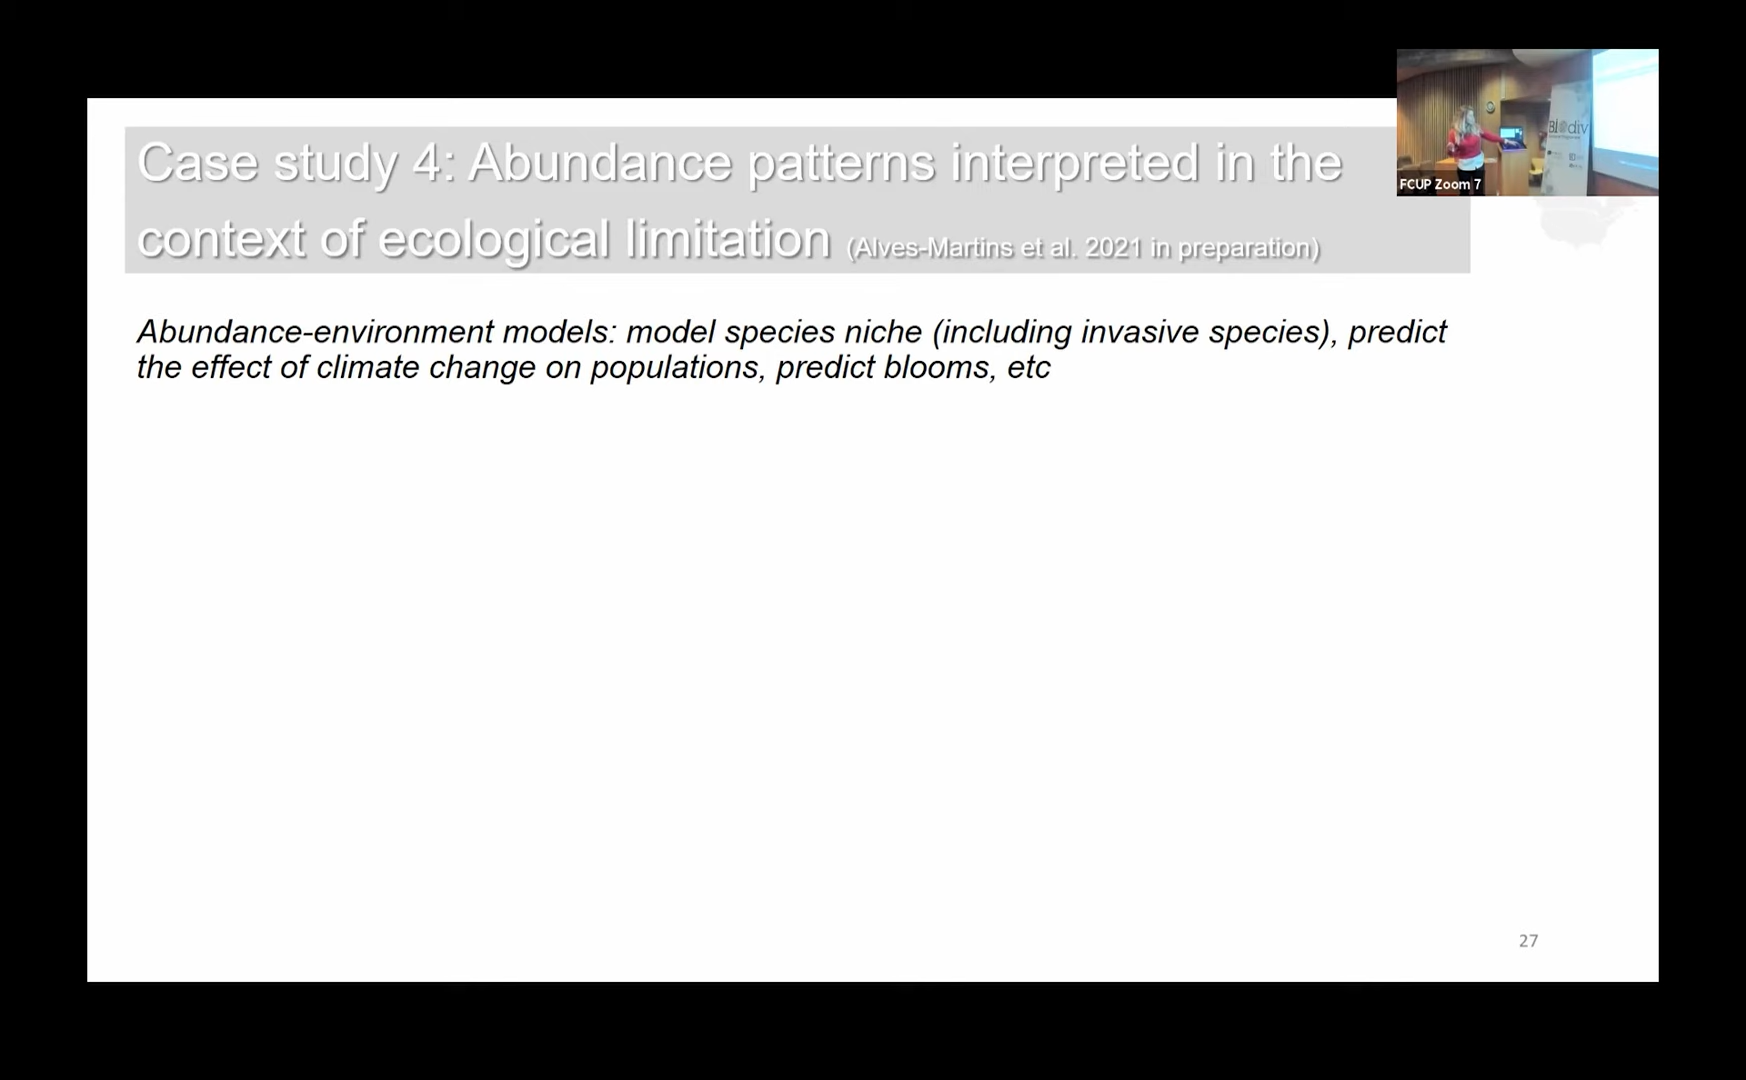 Case study 4: Abundance patterns interpreted in the
context of ecological limitation (Alves-Martins et al. 2021 in preparation)
Abundance-environment models: model species niche (including invasive species), predict
the effect of climate change on populations, predict blooms, etc
27
Biodiv
FCUP Zoom 7